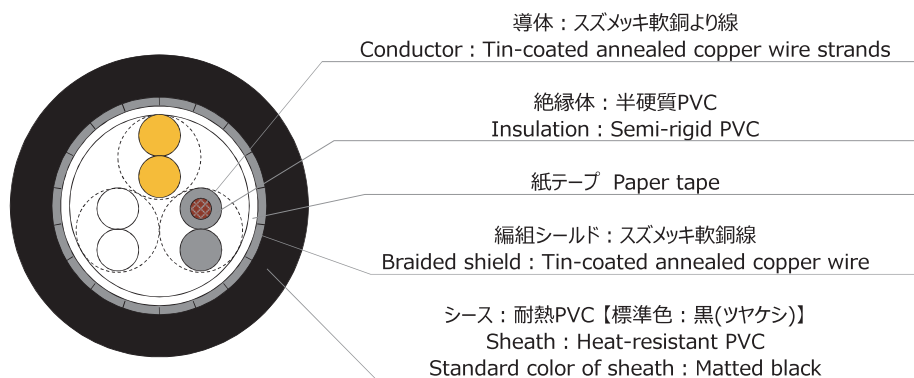 導体：スズメッキ軟銅より線
Conductor : Tin-coated annealed copper wire strands
絶縁体：半硬質PVC
Insulation : Semi-rigid PVC
紙テープ Paper tape
編組シールド：スズメッキ軟銅線
Braided shield : Tin-coated annealed copper wire
シース：耐熱PVC【標準色：黒(ツヤケシ)】
Sheath : Heat-resistant PVC
Standard color of sheath : Matted black